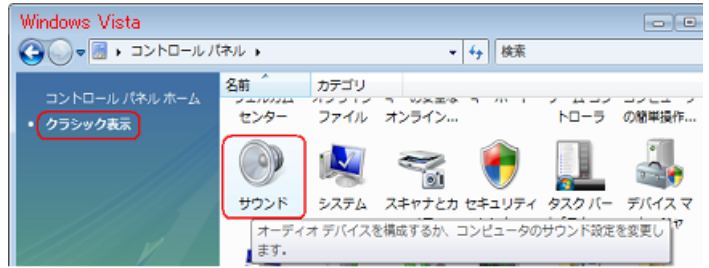 Windows Vista
コントロール パネル
検索
名前 カテゴリ
コントロール パネル ホーム
クラシック表示
センター ファイル オンライン... トローラ の簡単操作...
サウンド システム スキャナとカ セキュリティ タスク バー デバイス マ
オーディオ デバイスを構成するか、コンピュータのサウンド設定を変更し
ます。